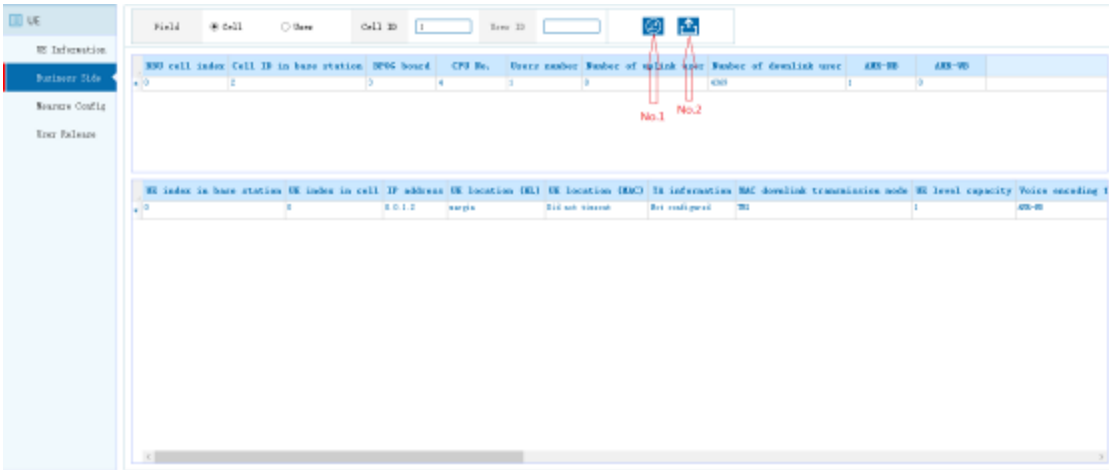 UE
Field Cell User Cell ID 1 User ID
UE Information
Business Side
Measure Config
User Release
BBU cell index Cell ID in base station BPOG board CPU No. Users number Number of uplink user Number of downlink user AMR-NB AMR-WB
0 2 3 4 1 0 1 0
No.1 No.2
UE index in base station UE index in cell IP address UE location (RL) UE location (MAC) TA information MAC downlink transmission mode UE level capacity Voice encoding t
0 0 0.0.1.2 margin Did not timeout Not configured TM1 1 AMR-NB